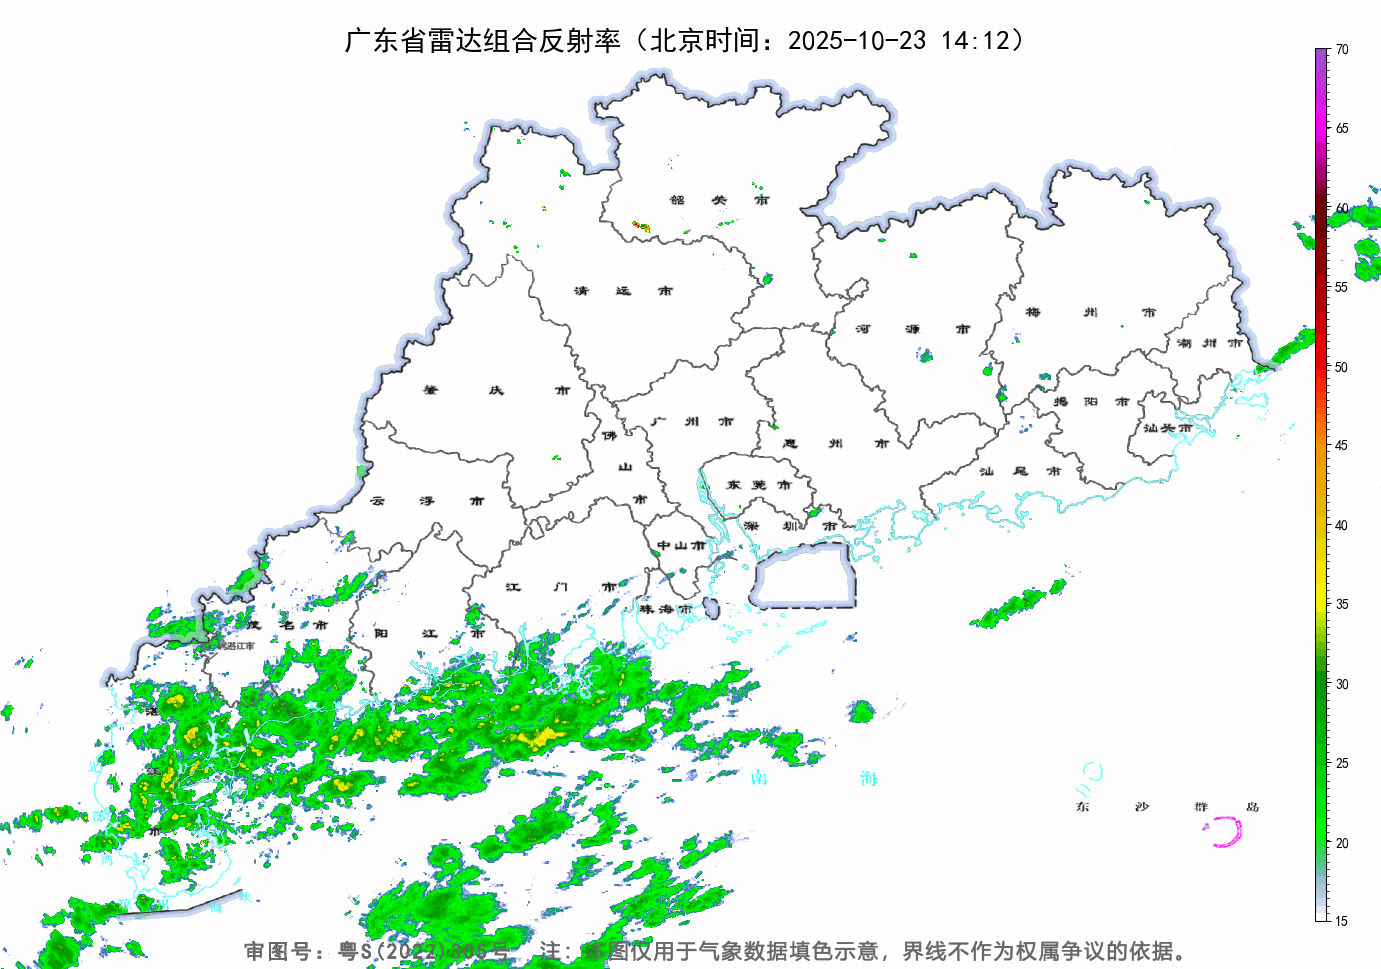 广东省雷达组合反射率（北京时间：2025-10-23 14:12）
70
65
60
55
50
45
40
35
30
25
20
15
韶关市
清远市
河源市
梅州市
潮州市
肇庆市
广州市
佛山市
惠州市
揭阳市
汕头市
汕尾市
东莞市
深圳市
云浮市
中山市
江门市
珠海市
茂名市
阳江市
湛江市
南海
东沙群岛
审图号：粤S(2022)265号 注：本图仅用于气象数据填色示意，界线不作为权属争议的依据。